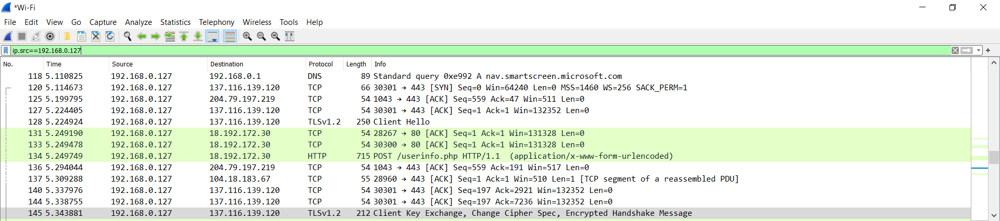 *Wi-Fi
File Edit View Go Capture Analyze Statistics Telephony Wireless Tools Help
ip.src==192.168.0.127
No. Time Source Destination Protocol Length Info
118 5.110825 192.168.0.127 192.168.0.1 DNS 89 Standard query 0xe992 A nav.smartscreen.microsoft.com
120 5.114673 192.168.0.127 137.116.139.120 TCP 66 30301 → 443 [SYN] Seq=0 Win=64240 Len=0 MSS=1460 WS=256 SACK_PERM=1
125 5.199795 192.168.0.127 204.79.197.219 TCP 54 1043 → 443 [ACK] Seq=559 Ack=47 Win=511 Len=0
127 5.224405 192.168.0.127 137.116.139.120 TCP 54 30301 → 443 [ACK] Seq=1 Ack=1 Win=132352 Len=0
128 5.224924 192.168.0.127 137.116.139.120 TLSv1.2 250 Client Hello
131 5.249190 192.168.0.127 18.192.172.30 TCP 54 28267 → 80 [ACK] Seq=1 Ack=1 Win=131328 Len=0
133 5.249478 192.168.0.127 18.192.172.30 TCP 54 30300 → 80 [ACK] Seq=1 Ack=1 Win=131328 Len=0
134 5.249749 192.168.0.127 18.192.172.30 HTTP 715 POST /userinfo.php HTTP/1.1  (application/x-www-form-urlencoded)
136 5.294044 192.168.0.127 204.79.197.219 TCP 54 1043 → 443 [ACK] Seq=559 Ack=191 Win=517 Len=0
137 5.309288 192.168.0.127 104.18.183.67 TCP 55 28960 → 443 [ACK] Seq=1 Ack=1 Win=510 Len=1 [TCP segment of a reassembled PDU]
140 5.337976 192.168.0.127 137.116.139.120 TCP 54 30301 → 443 [ACK] Seq=197 Ack=2921 Win=132352 Len=0
144 5.338756 192.168.0.127 137.116.139.120 TCP 54 30301 → 443 [ACK] Seq=197 Ack=7236 Win=132352 Len=0
145 5.343881 192.168.0.127 137.116.139.120 TLSv1.2 212 Client Key Exchange, Change Cipher Spec, Encrypted Handshake Message